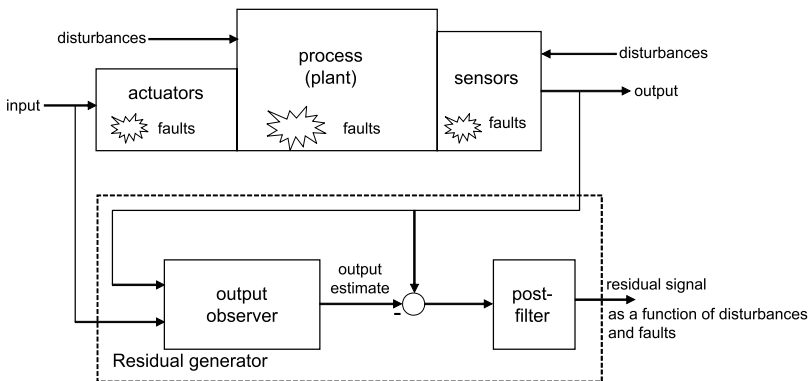 disturbances
process
(plant)
disturbances
actuators
sensors
input
output
faults
faults
faults
output
estimate
output
observer
-
post-
filter
residual signal
as a function of disturbances
and faults
Residual generator